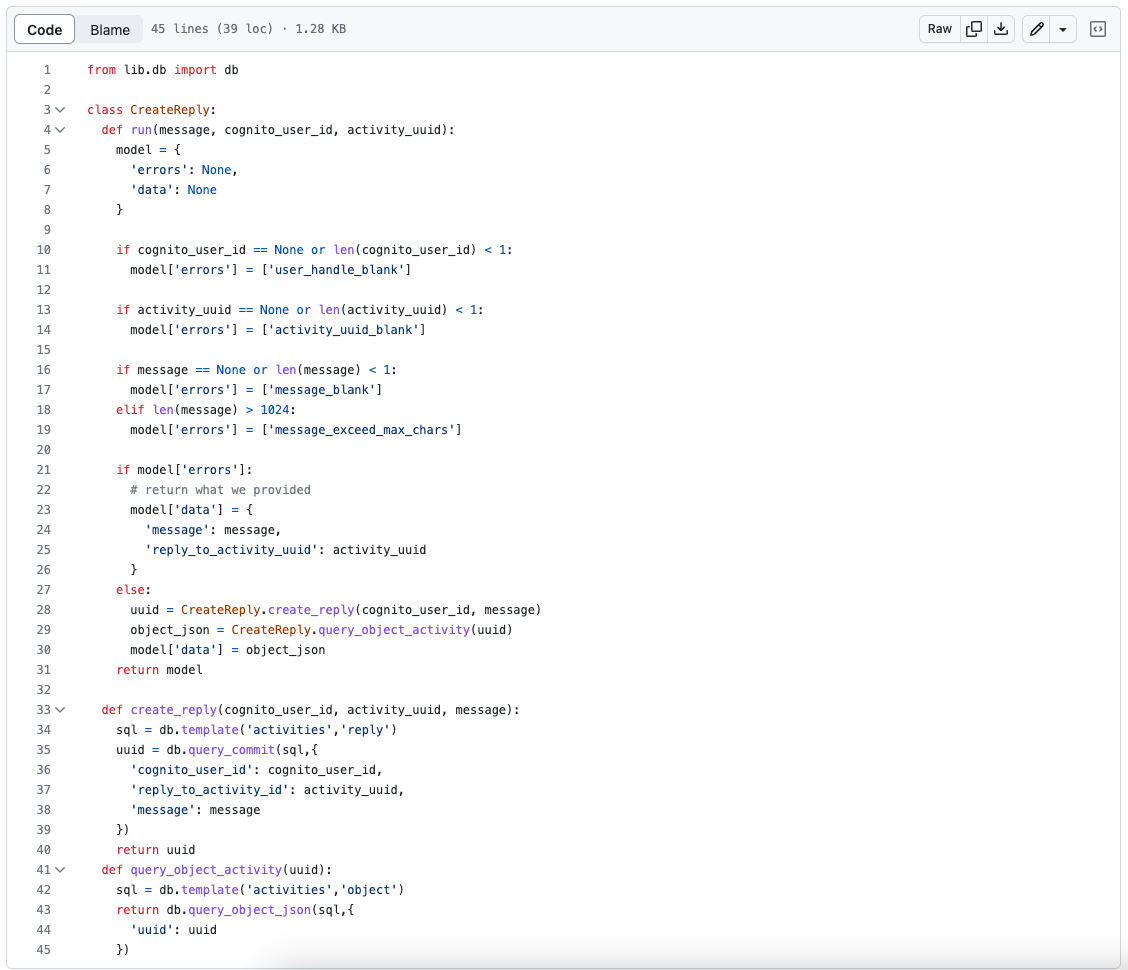 Code Blame 45 lines (39 loc) · 1.28 KB Raw
1 from lib.db import db
2
3 class CreateReply:
4   def run(message, cognito_user_id, activity_uuid):
5     model = {
6       'errors': None,
7       'data': None
8     }
9
10     if cognito_user_id == None or len(cognito_user_id) < 1:
11       model['errors'] = ['user_handle_blank']
12
13     if activity_uuid == None or len(activity_uuid) < 1:
14       model['errors'] = ['activity_uuid_blank']
15
16     if message == None or len(message) < 1:
17       model['errors'] = ['message_blank']
18     elif len(message) > 1024:
19       model['errors'] = ['message_exceed_max_chars']
20
21     if model['errors']:
22       # return what we provided
23       model['data'] = {
24         'message': message,
25         'reply_to_activity_uuid': activity_uuid
26       }
27     else:
28       uuid = CreateReply.create_reply(cognito_user_id, message)
29       object_json = CreateReply.query_object_activity(uuid)
30       model['data'] = object_json
31     return model
32
33   def create_reply(cognito_user_id, activity_uuid, message):
34     sql = db.template('activities','reply')
35     uuid = db.query_commit(sql,{
36       'cognito_user_id': cognito_user_id,
37       'reply_to_activity_id': activity_uuid,
38       'message': message
39     })
40     return uuid
41   def query_object_activity(uuid):
42     sql = db.template('activities','object')
43     return db.query_object_json(sql,{
44       'uuid': uuid
45     })